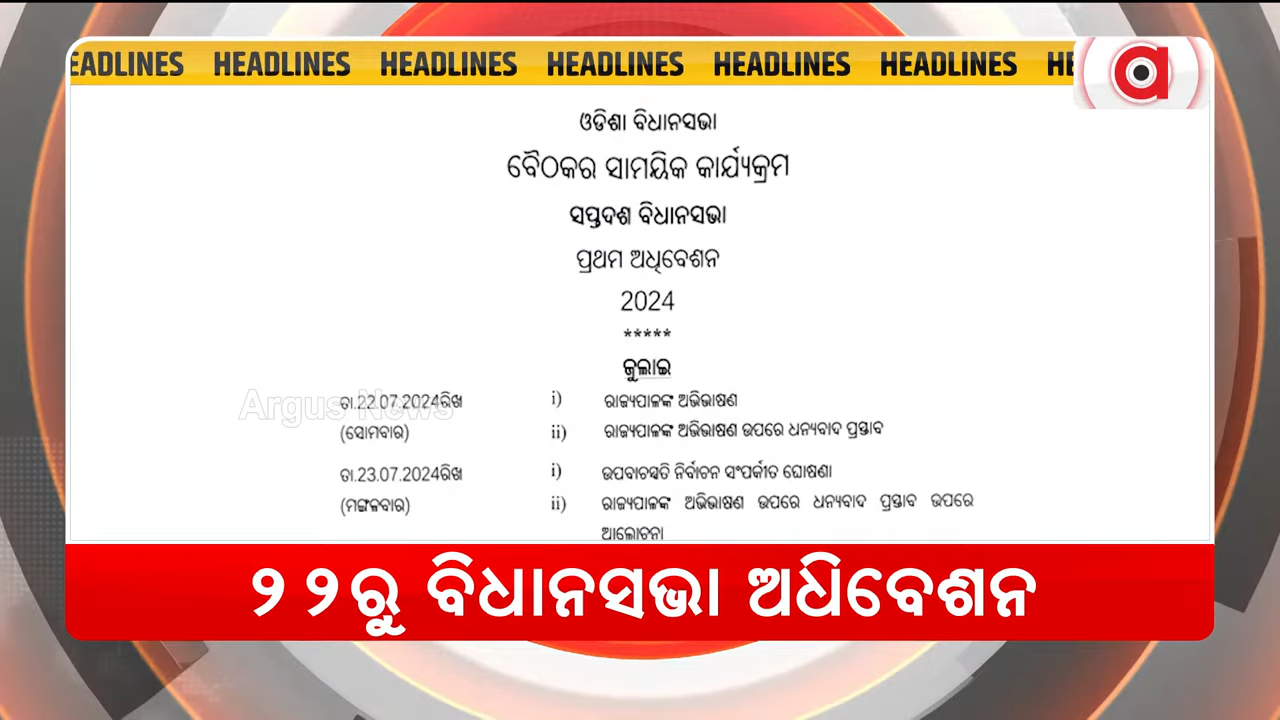 EADLINES HEADLINES HEADLINES HEADLINES HEADLINES HEADLINES HE
a
ଓଡିଶା ବିଧାନସଭା
ବୈଠକର ସାମୟିକ କାର୍ଯ୍ୟକ୍ରମ
ସପ୍ତଦଶ ବିଧାନସଭା
ପ୍ରଥମ ଅଧିବେଶନ
2024
*****
ଜୁଲାଇ
Argus News
ତା.22.07.2024ରିଖ i) ରାଜ୍ୟପାଳଙ୍କ ଅଭିଭାଷଣ
(ସୋମବାର) ii) ରାଜ୍ୟପାଳଙ୍କ ଅଭିଭାଷଣ ଉପରେ ଧନ୍ୟବାଦ ପ୍ରସ୍ତାବ
ତା.23.07.2024ରିଖ i) ଉପବାଚସ୍ପତି ନିର୍ବାଚନ ସଂପର୍କୀତ ଘୋଷଣା
(ମଙ୍ଗଳବାର) ii) ରାଜ୍ୟପାଳଙ୍କ ଅଭିଭାଷଣ ଉପରେ ଧନ୍ୟବାଦ ପ୍ରସ୍ତାବ ଉପରେ
ଆଲୋଚନା
୨୨ରୁ ବିଧାନସଭା ଅଧିବେଶନ